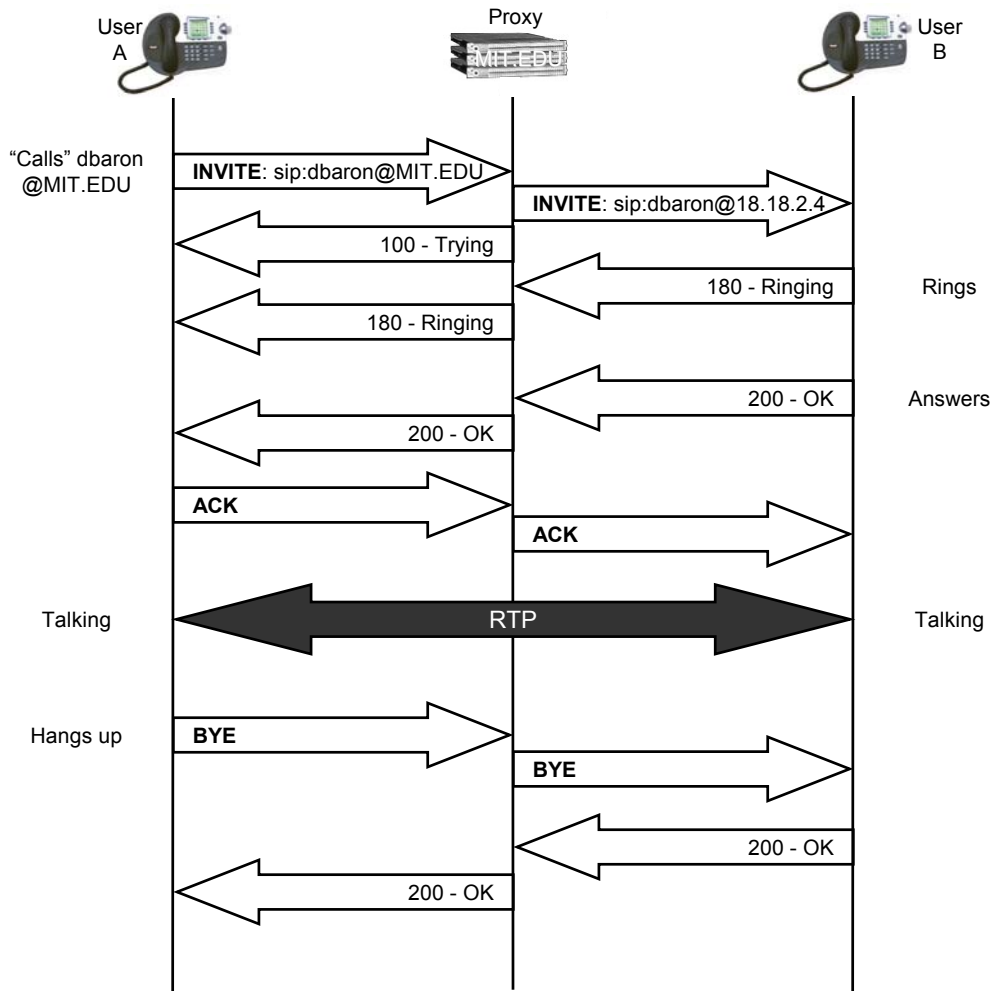 User
A
Proxy
MIT.EDU
User
B
“Calls” dbaron
@MIT.EDU
INVITE: sip:dbaron@MIT.EDU
INVITE: sip:dbaron@18.18.2.4
100 - Trying
180 - Ringing
Rings
180 - Ringing
200 - OK
Answers
200 - OK
ACK
ACK
Talking
RTP
Talking
Hangs up
BYE
BYE
200 - OK
200 - OK